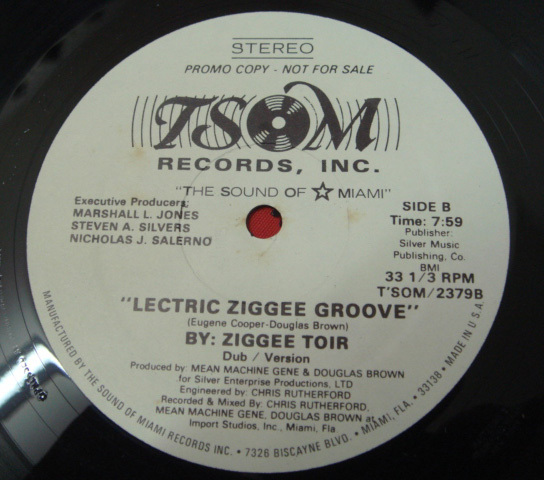 STEREO
PROMO COPY - NOT FOR SALE
TSOM
RECORDS, INC.
"THE SOUND OF ☆ MIAMI"
Executive Producers:
MARSHALL L. JONES
STEVEN A. SILVERS
NICHOLAS J. SALERNO
SIDE B
Time: 7:59
Publisher:
Silver Music
Publishing, Co.
BMI
33 1/3 RPM
T'SOM/2379B
"LECTRIC ZIGGEE GROOVE"
(Eugene Cooper-Douglas Brown)
BY: ZIGGEE TOIR
Dub / Version
Produced by: MEAN MACHINE GENE & DOUGLAS BROWN
for Silver Enterprise Productions, LTD
Engineered by: CHRIS RUTHERFORD
Recorded & Mixed By: CHRIS RUTHERFORD,
MEAN MACHINE GENE, DOUGLAS BROWN at
Import Studios, Inc., Miami, Fla.
MANUFACTURED BY THE SOUND OF MIAMI RECORDS INC. • 7326 BISCAYNE BLVD. • MIAMI, FLA. 33138 • MADE IN U.S.A.